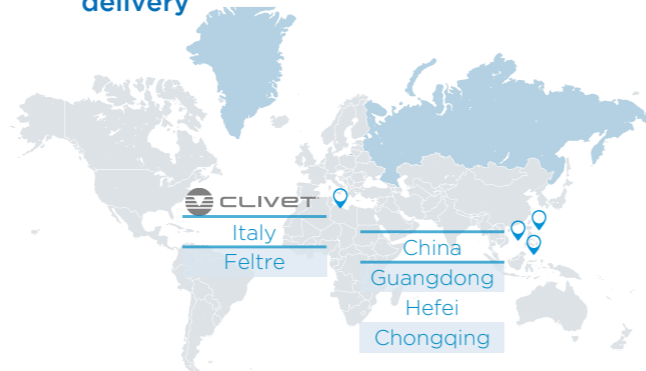 delivery
CLIVET
Italy
Feltre
China
Guangdong
Hefei
Chongqing